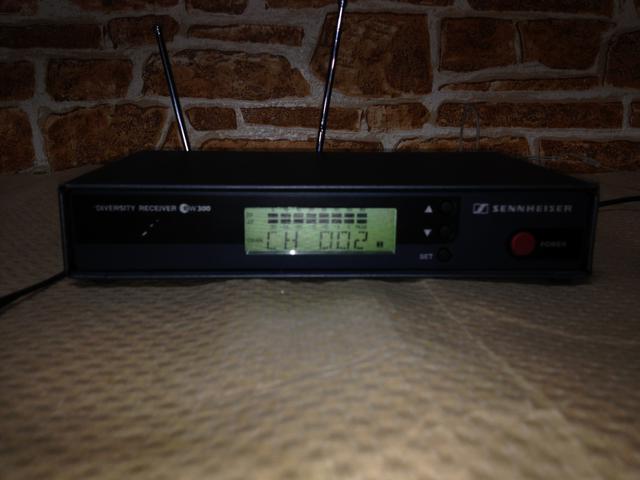 DIVERSITY RECEIVER EW300
CH 002
SET
SENNHEISER
POWER